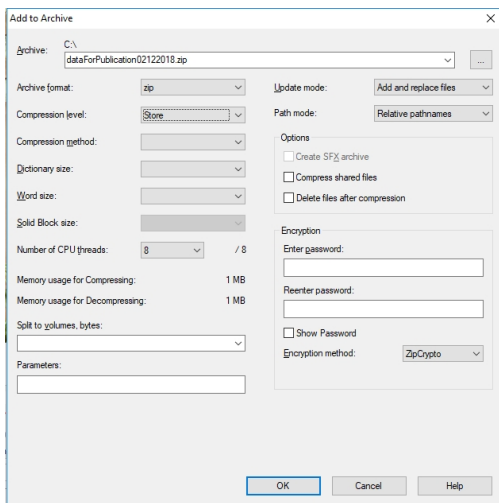 Add to Archive
Archive:
C:\
dataForPublication02122018.zip
...
Archive format:
zip
Compression level:
Store
Compression method:
Dictionary size:
Word size:
Solid Block size:
Number of CPU threads:
8
/ 8
Memory usage for Compressing:
1 MB
Memory usage for Decompressing:
1 MB
Split to volumes, bytes:
Parameters:
Update mode:
Add and replace files
Path mode:
Relative pathnames
Options
Create SFX archive
Compress shared files
Delete files after compression
Encryption
Enter password:
Reenter password:
Show Password
Encryption method:
ZipCrypto
OK
Cancel
Help